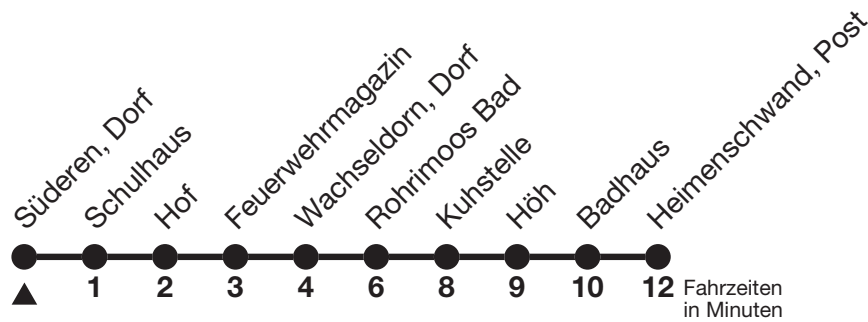 Süderen, Dorf
Schulhaus
Hof
Feuerwehrmagazin
Wachseldorn, Dorf
Rohrimoos Bad
Kuhstelle
Höh
Badhaus
Heimenschwand, Post
1 2 3 4 6 8 9 10 12 Fahrzeiten
in Minuten